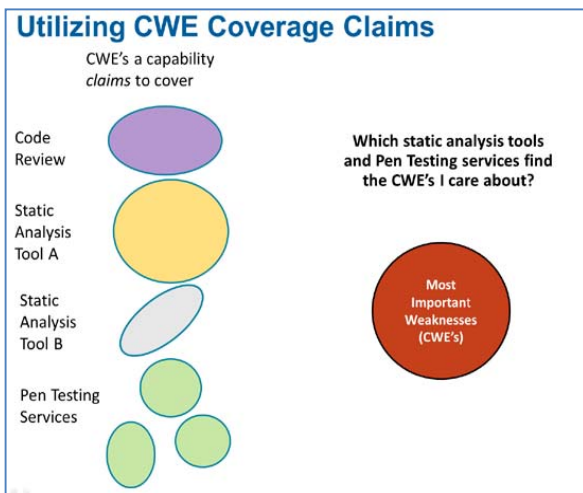 Utilizing CWE Coverage Claims
CWE's a capability
claims to cover
Code
Review
Static
Analysis
Tool A
Static
Analysis
Tool B
Pen Testing
Services
Which static analysis tools
and Pen Testing services find
the CWE's I care about?
Most
Important
Weaknesses
(CWE's)